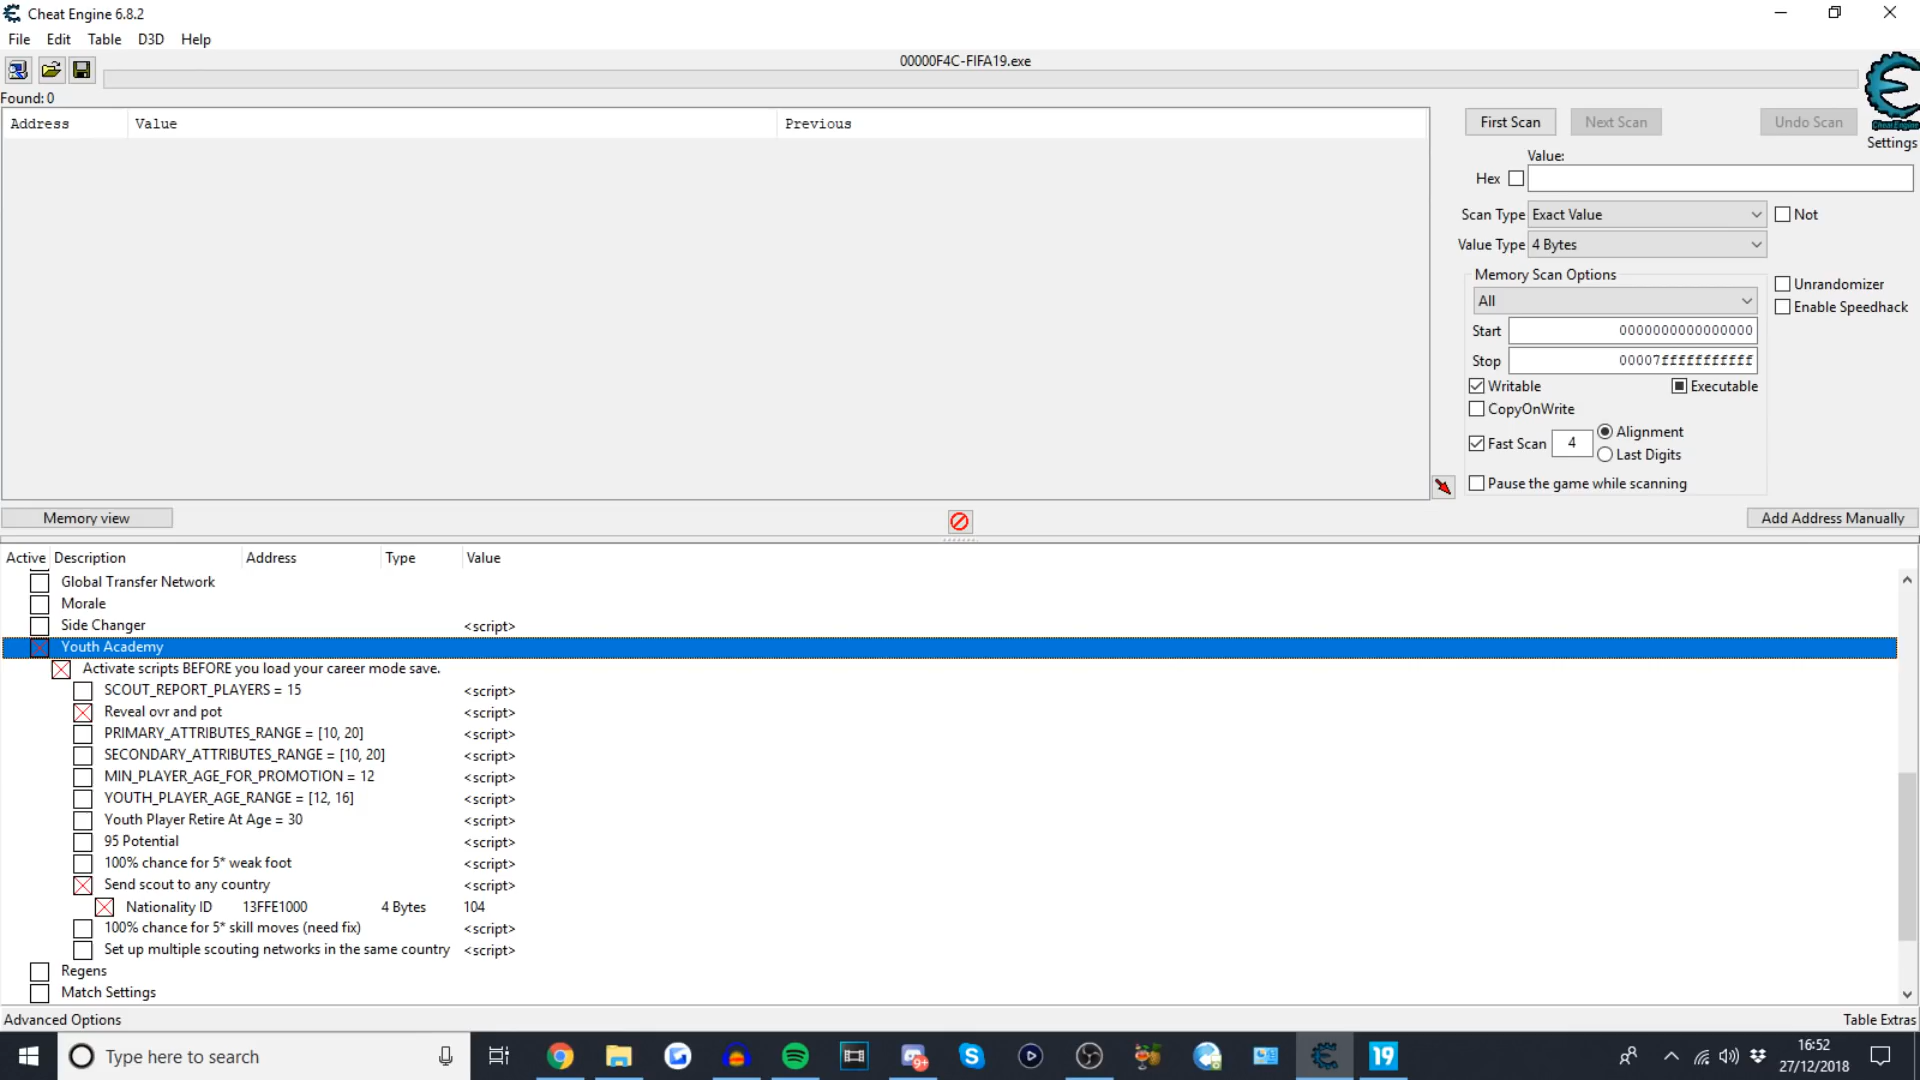 Cheat Engine 6.8.2
File Edit Table D3D Help
00000F4C-FIFA19.exe
Found: 0
Address Value Previous
First Scan Next Scan Undo Scan
Cheat Engine
Settings
Value:
Hex
Scan Type Exact Value Not
Value Type 4 Bytes
Memory Scan Options
All
Unrandomizer
Enable Speedhack
Start 0000000000000000
Stop 00007fffffffffff
Writable Executable
CopyOnWrite
Fast Scan 4 Alignment
Last Digits
Pause the game while scanning
Memory view Add Address Manually
Active Description Address Type Value
Global Transfer Network
Morale
Side Changer <script>
Youth Academy
Activate scripts BEFORE you load your career mode save.
SCOUT_REPORT_PLAYERS = 15 <script>
Reveal ovr and pot <script>
PRIMARY_ATTRIBUTES_RANGE = [10, 20] <script>
SECONDARY_ATTRIBUTES_RANGE = [10, 20] <script>
MIN_PLAYER_AGE_FOR_PROMOTION = 12 <script>
YOUTH_PLAYER_AGE_RANGE = [12, 16] <script>
Youth Player Retire At Age = 30 <script>
95 Potential <script>
100% chance for 5* weak foot <script>
Send scout to any country <script>
Nationality ID 13FFE1000 4 Bytes 104
100% chance for 5* skill moves (need fix) <script>
Set up multiple scouting networks in the same country <script>
Regens
Match Settings
Advanced Options Table Extras
Type here to search
9+
19
16:52
27/12/2018